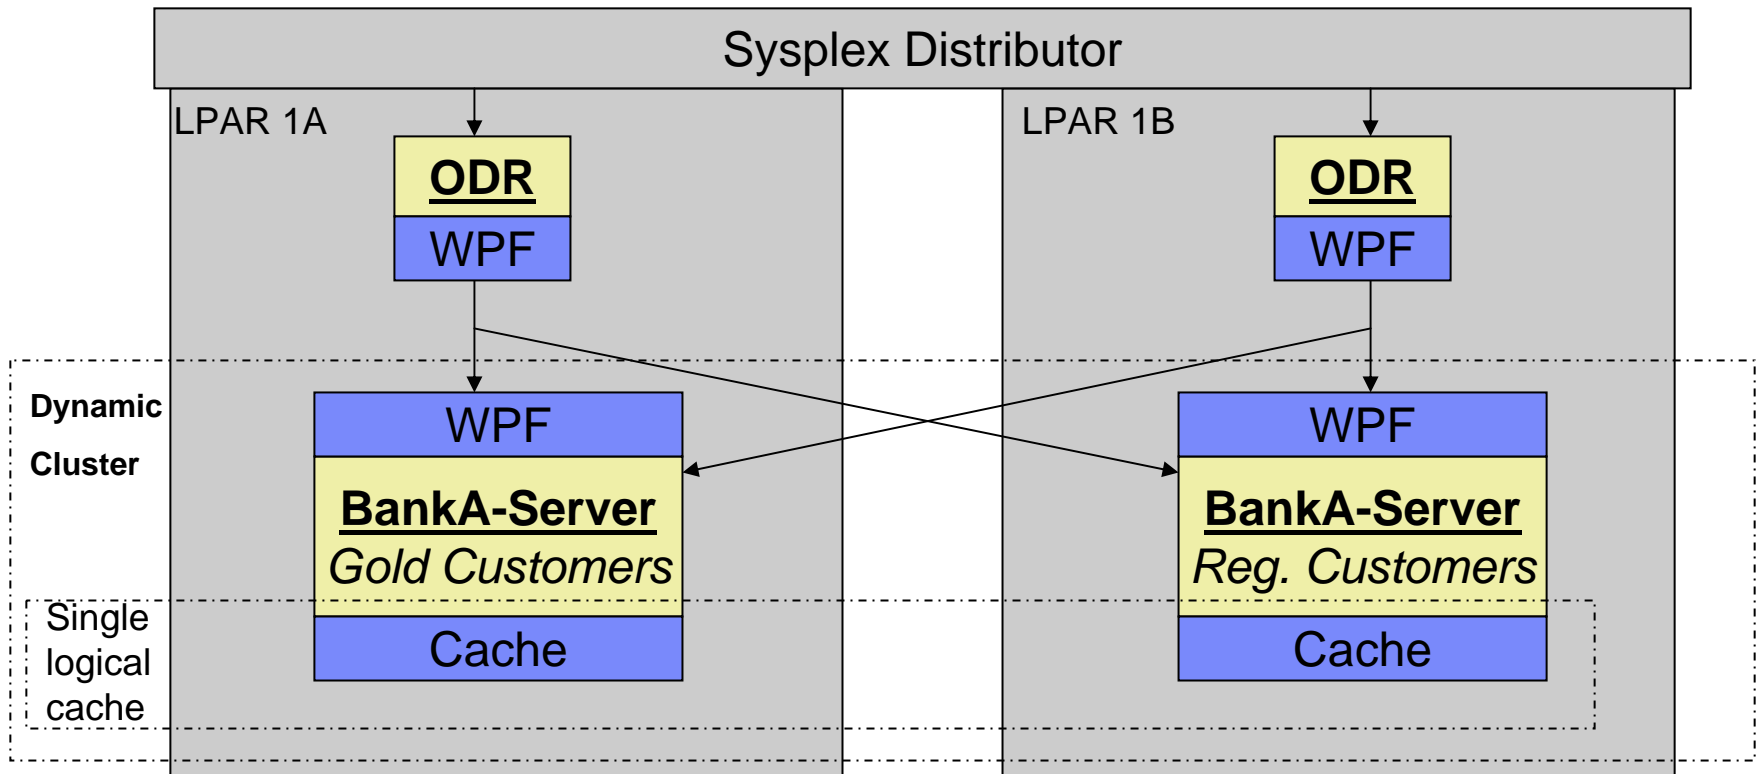 Sysplex Distributor
LPAR 1A
LPAR 1B
ODR
WPF
ODR
WPF
Dynamic
Cluster
WPF
BankA-Server
Gold Customers
Cache
WPF
BankA-Server
Reg. Customers
Cache
Single
logical
cache